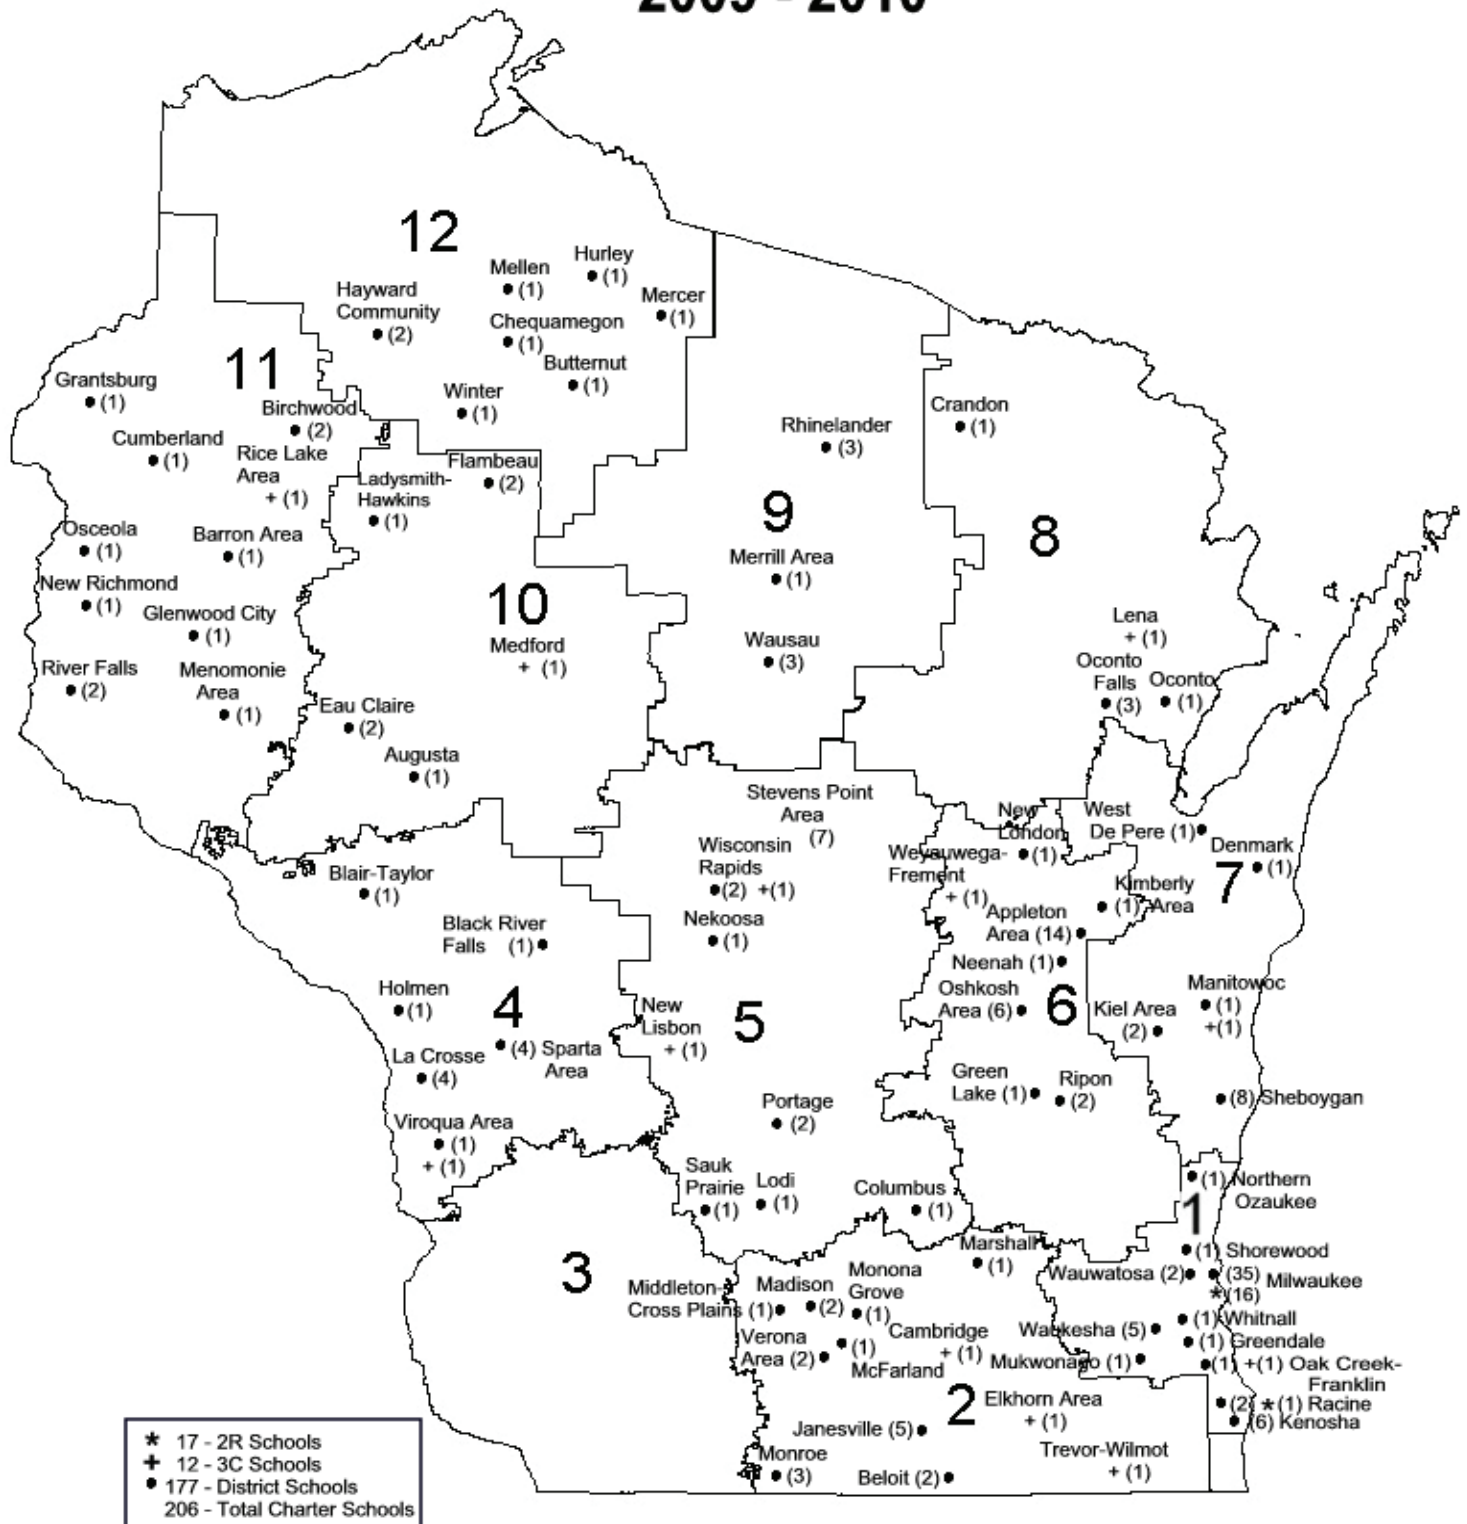 2009 - 2010
12
Hurley
(1)
Mellen
(1)
Mercer
(1)
Hayward
Community
(2)
Chequamegon
(1)
Butternut
(1)
Winter
(1)
11
Grantsburg
(1)
Birchwood
(2)
Cumberland
(1)
Rice Lake
Area
+ (1)
Osceola
(1)
Barron Area
(1)
New Richmond
(1)
Glenwood City
(1)
River Falls
(2)
Menomonie
Area
(1)
Flambeau
(2)
Ladysmith-
Hawkins
(1)
10
Medford
+ (1)
Eau Claire
(2)
Augusta
(1)
Rhinelander
(3)
9
Merrill Area
(1)
Wausau
(3)
Crandon
(1)
8
Lena
+ (1)
Oconto
Falls
(3)
Oconto
(1)
Stevens Point
Area
(7)
Wisconsin
Rapids
(2) +(1)
Nekoosa
(1)
New
Lisbon
+ (1)
5
Portage
(2)
Sauk
Prairie
(1)
Lodi
(1)
Columbus
(1)
Blair-Taylor
(1)
Black River
Falls (1)
Holmen
(1)
4
(4) Sparta
Area
La Crosse
(4)
Viroqua Area
(1)
+ (1)
New
London
(1)
Weyauwega-
Fremont
+ (1)
Appleton
Area (14)
Neenah (1)
Oshkosh
Area (6)
6
Green
Lake (1)
Ripon
(2)
West
De Pere (1)
Denmark
(1)
7
Kimberly
(1) Area
Manitowoc
(1)
+(1)
Kiel Area
(2)
(8) Sheboygan
(1) Northern
Ozaukee
1
(1) Shorewood
Wauwatosa (2)
(35) Milwaukee
*(16)
(1) Whitnall
Waukesha (5)
(1) Greendale
Mukwonago (1)
(1) +(1) Oak Creek-
Franklin
(2) *(1) Racine
(6) Kenosha
3
Middleton-
Cross Plains (1)
Madison
(2)
Monona
Grove
(1)
Marshall
(1)
Verona
Area (2)
(1)
McFarland
Cambridge
+ (1)
2
Elkhorn Area
+ (1)
Janesville (5)
Monroe
(3)
Beloit (2)
Trevor-Wilmot
+ (1)
* 17 - 2R Schools
+ 12 - 3C Schools
• 177 - District Schools
206 - Total Charter Schools